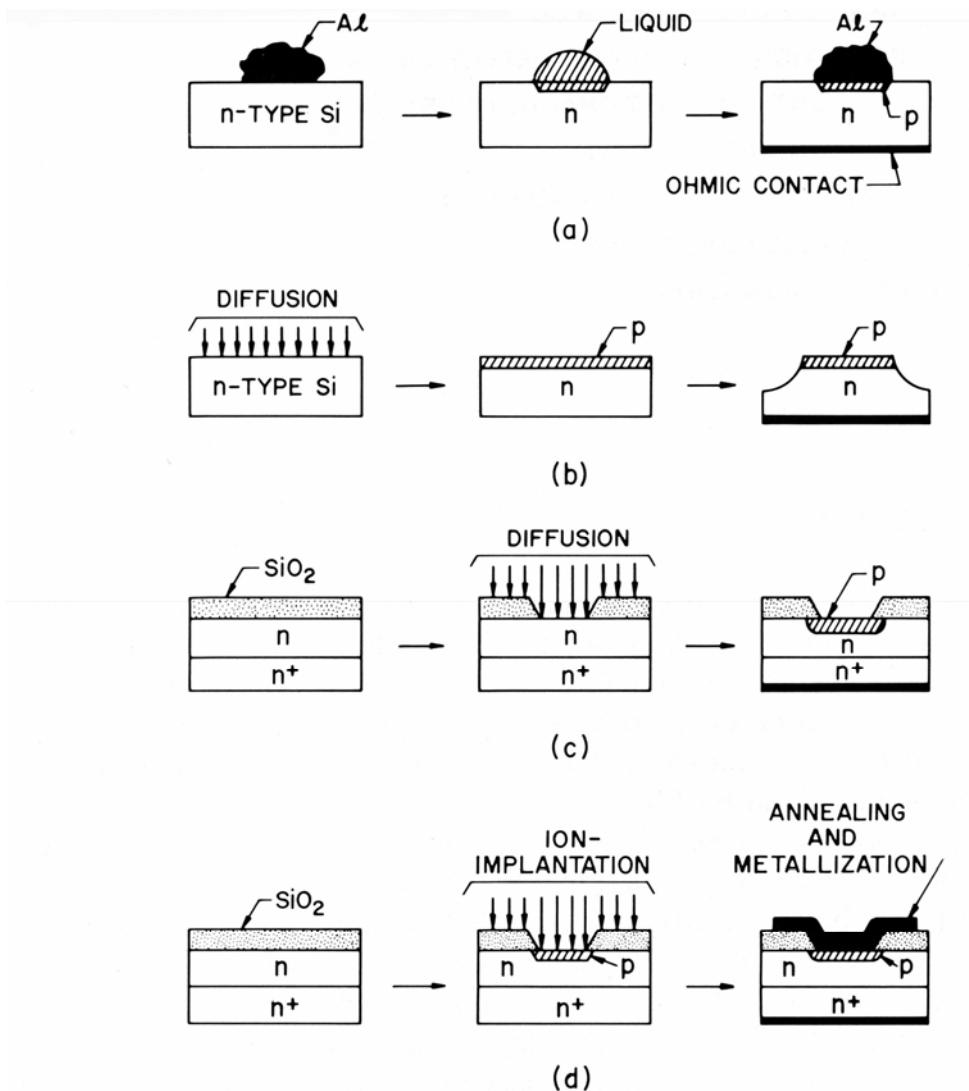 Al
n-TYPE Si
LIQUID
n
Al
n
p
OHMIC CONTACT
(a)
DIFFUSION
n-TYPE Si
p
n
p
n
(b)
SiO₂
n
n+
DIFFUSION
n
n+
p
n
n+
(c)
SiO₂
n
n+
ION-
IMPLANTATION
n
p
n+
ANNEALING
AND
METALLIZATION
n
p
n+
(d)